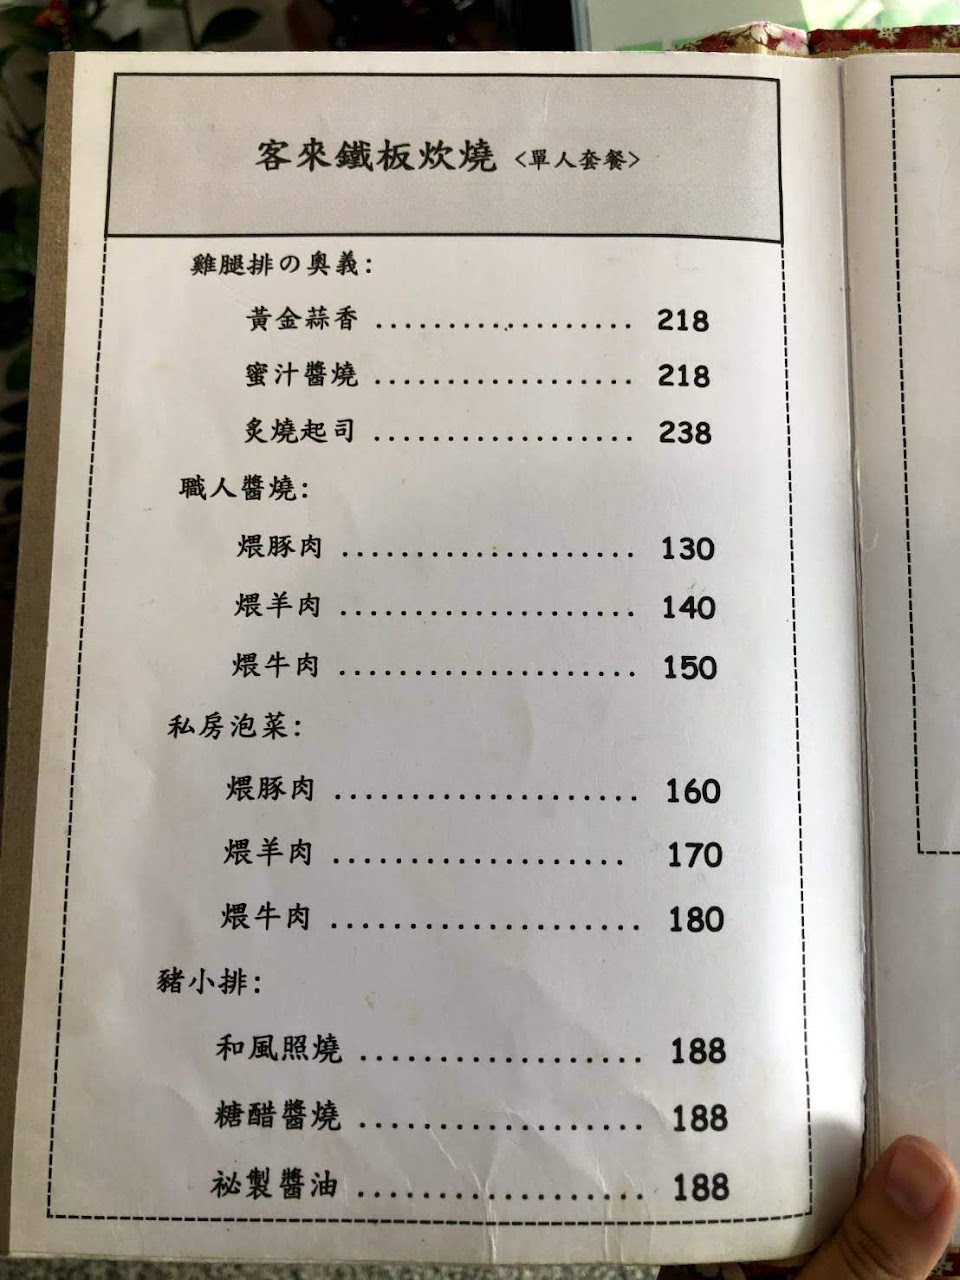 客來鐵板炊燒 <單人套餐>
雞腿排の奧義:
黃金蒜香 .................. 218
蜜汁醬燒 .................. 218
炙燒起司 .................. 238
職人醬燒:
煨豚肉 ................... 130
煨羊肉 ................... 140
煨牛肉 ................... 150
私房泡菜:
煨豚肉 .................... 160
煨羊肉 ................... 170
煨牛肉 .................... 180
豬小排:
和風照燒 .................. 188
糖醋醬燒 .................. 188
祕製醬油 .................. 188